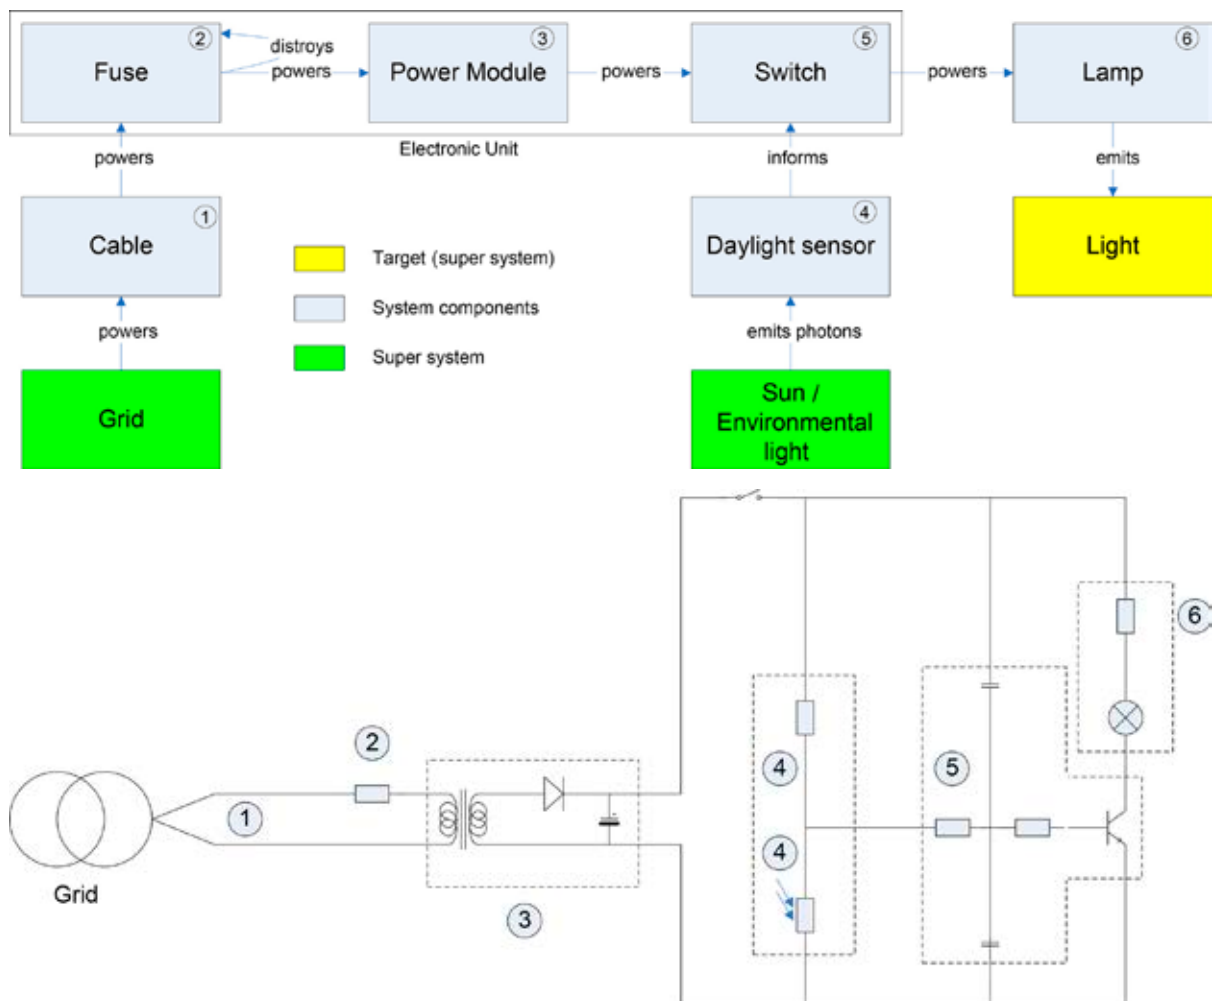 ②
Fuse
distroys
powers
③
Power Module
powers
⑤
Switch
powers
⑥
Lamp
powers
Electronic Unit
informs
emits
①
Cable
Target (super system)
System components
Super system
④
Daylight sensor
Light
powers
emits photons
Grid
Sun /
Environmental
light
⑥
②
④
⑤
①
④
Grid
③